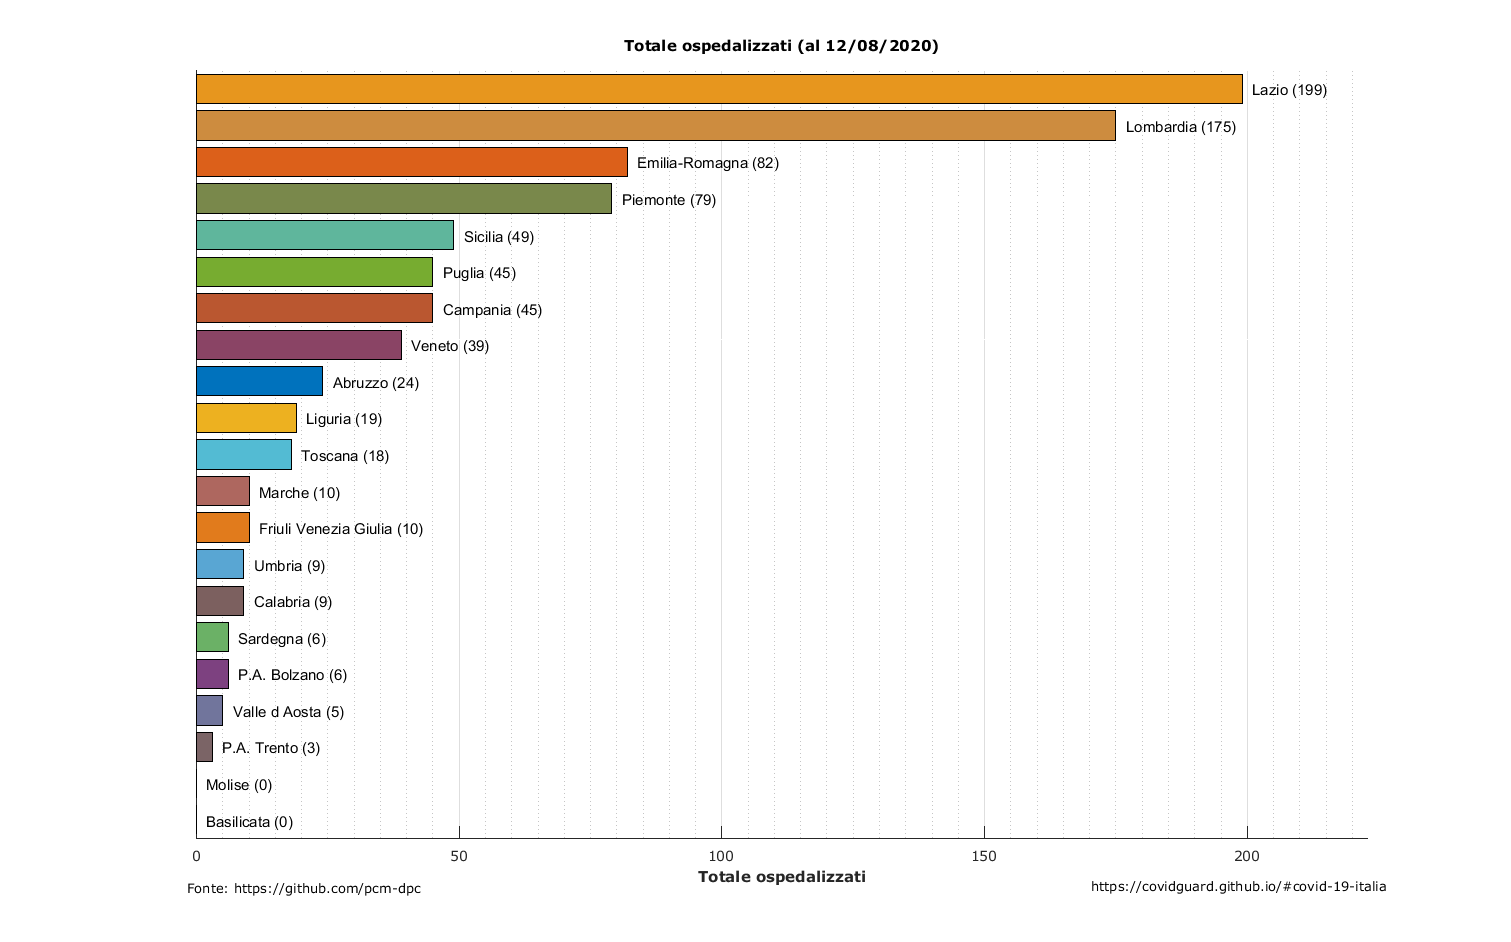 Totale ospedalizzati (al 12/08/2020)
Lazio (199)
Lombardia (175)
Emilia-Romagna (82)
Piemonte (79)
Sicilia (49)
Puglia (45)
Campania (45)
Veneto (39)
Abruzzo (24)
Liguria (19)
Toscana (18)
Marche (10)
Friuli Venezia Giulia (10)
Umbria (9)
Calabria (9)
Sardegna (6)
P.A. Bolzano (6)
Valle d Aosta (5)
P.A. Trento (3)
Molise (0)
Basilicata (0)
0 50 100 150 200
Totale ospedalizzati
Fonte: https://github.com/pcm-dpc
https://covidguard.github.io/#covid-19-italia